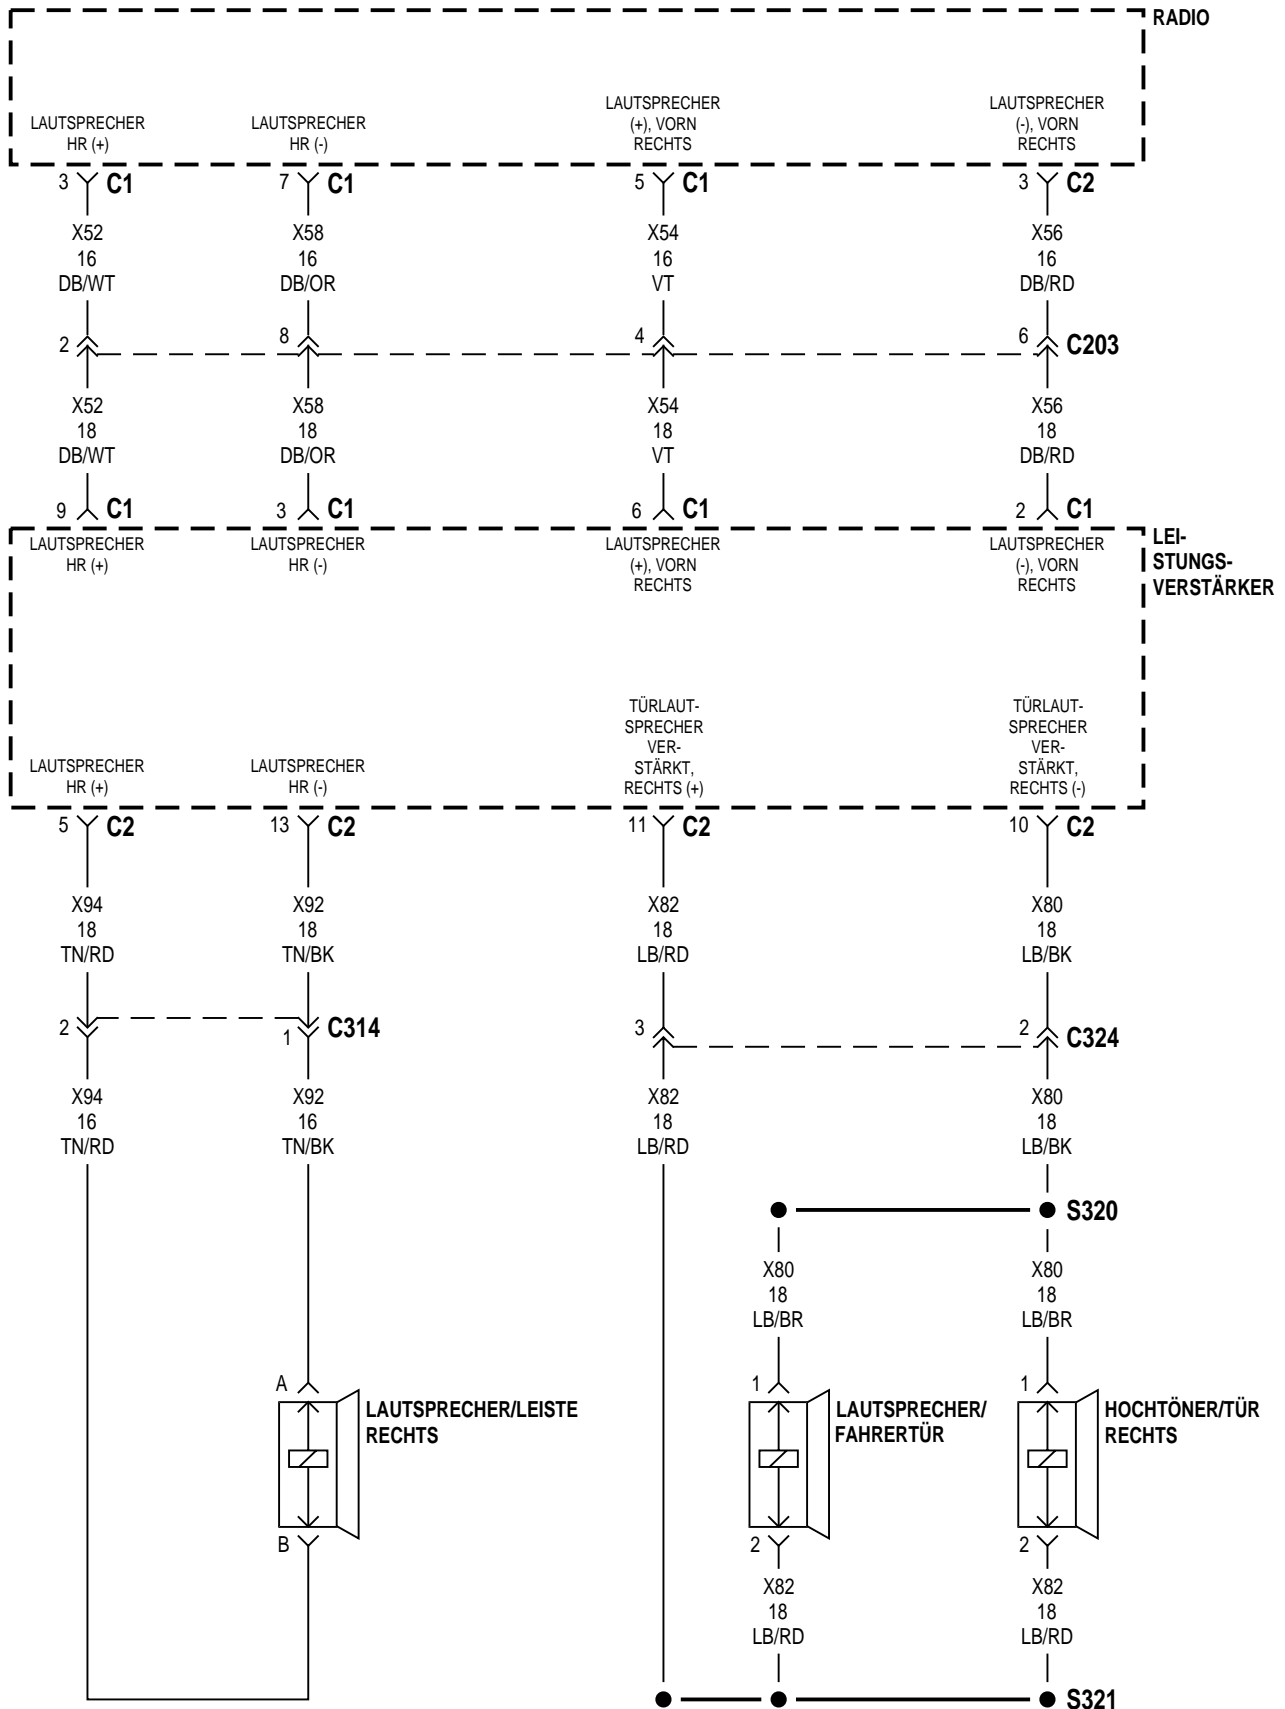 RADIO
LAUTSPRECHER
HR (+)
LAUTSPRECHER
HR (-)
LAUTSPRECHER
(+), VORN
RECHTS
LAUTSPRECHER
(-), VORN
RECHTS
3 C1
7 C1
5 C1
3 C2
X52
16
DB/WT
X58
16
DB/OR
X54
16
VT
X56
16
DB/RD
2
8
4
6 C203
X52
18
DB/WT
X58
18
DB/OR
X54
18
VT
X56
18
DB/RD
9 C1
3 C1
6 C1
2 C1
LAUTSPRECHER
HR (+)
LAUTSPRECHER
HR (-)
LAUTSPRECHER
(+), VORN
RECHTS
LAUTSPRECHER
(-), VORN
RECHTS
LEI-
STUNGS-
VERSTÄRKER
LAUTSPRECHER
HR (+)
LAUTSPRECHER
HR (-)
TÜRLAUT-
SPRECHER
VER-
STÄRKT,
RECHTS (+)
TÜRLAUT-
SPRECHER
VER-
STÄRKT,
RECHTS (-)
5 C2
13 C2
11 C2
10 C2
X94
18
TN/RD
X92
18
TN/BK
X82
18
LB/RD
X80
18
LB/BK
2
1 C314
3
2 C324
X94
16
TN/RD
X92
16
TN/BK
X82
18
LB/RD
X80
18
LB/BK
S320
X80
18
LB/BR
X80
18
LB/BR
A
LAUTSPRECHER/LEISTE
RECHTS
B
1
LAUTSPRECHER/
FAHRERTÜR
2
1
HOCHTÖNER/TÜR
RECHTS
2
X82
18
LB/RD
X82
18
LB/RD
S321